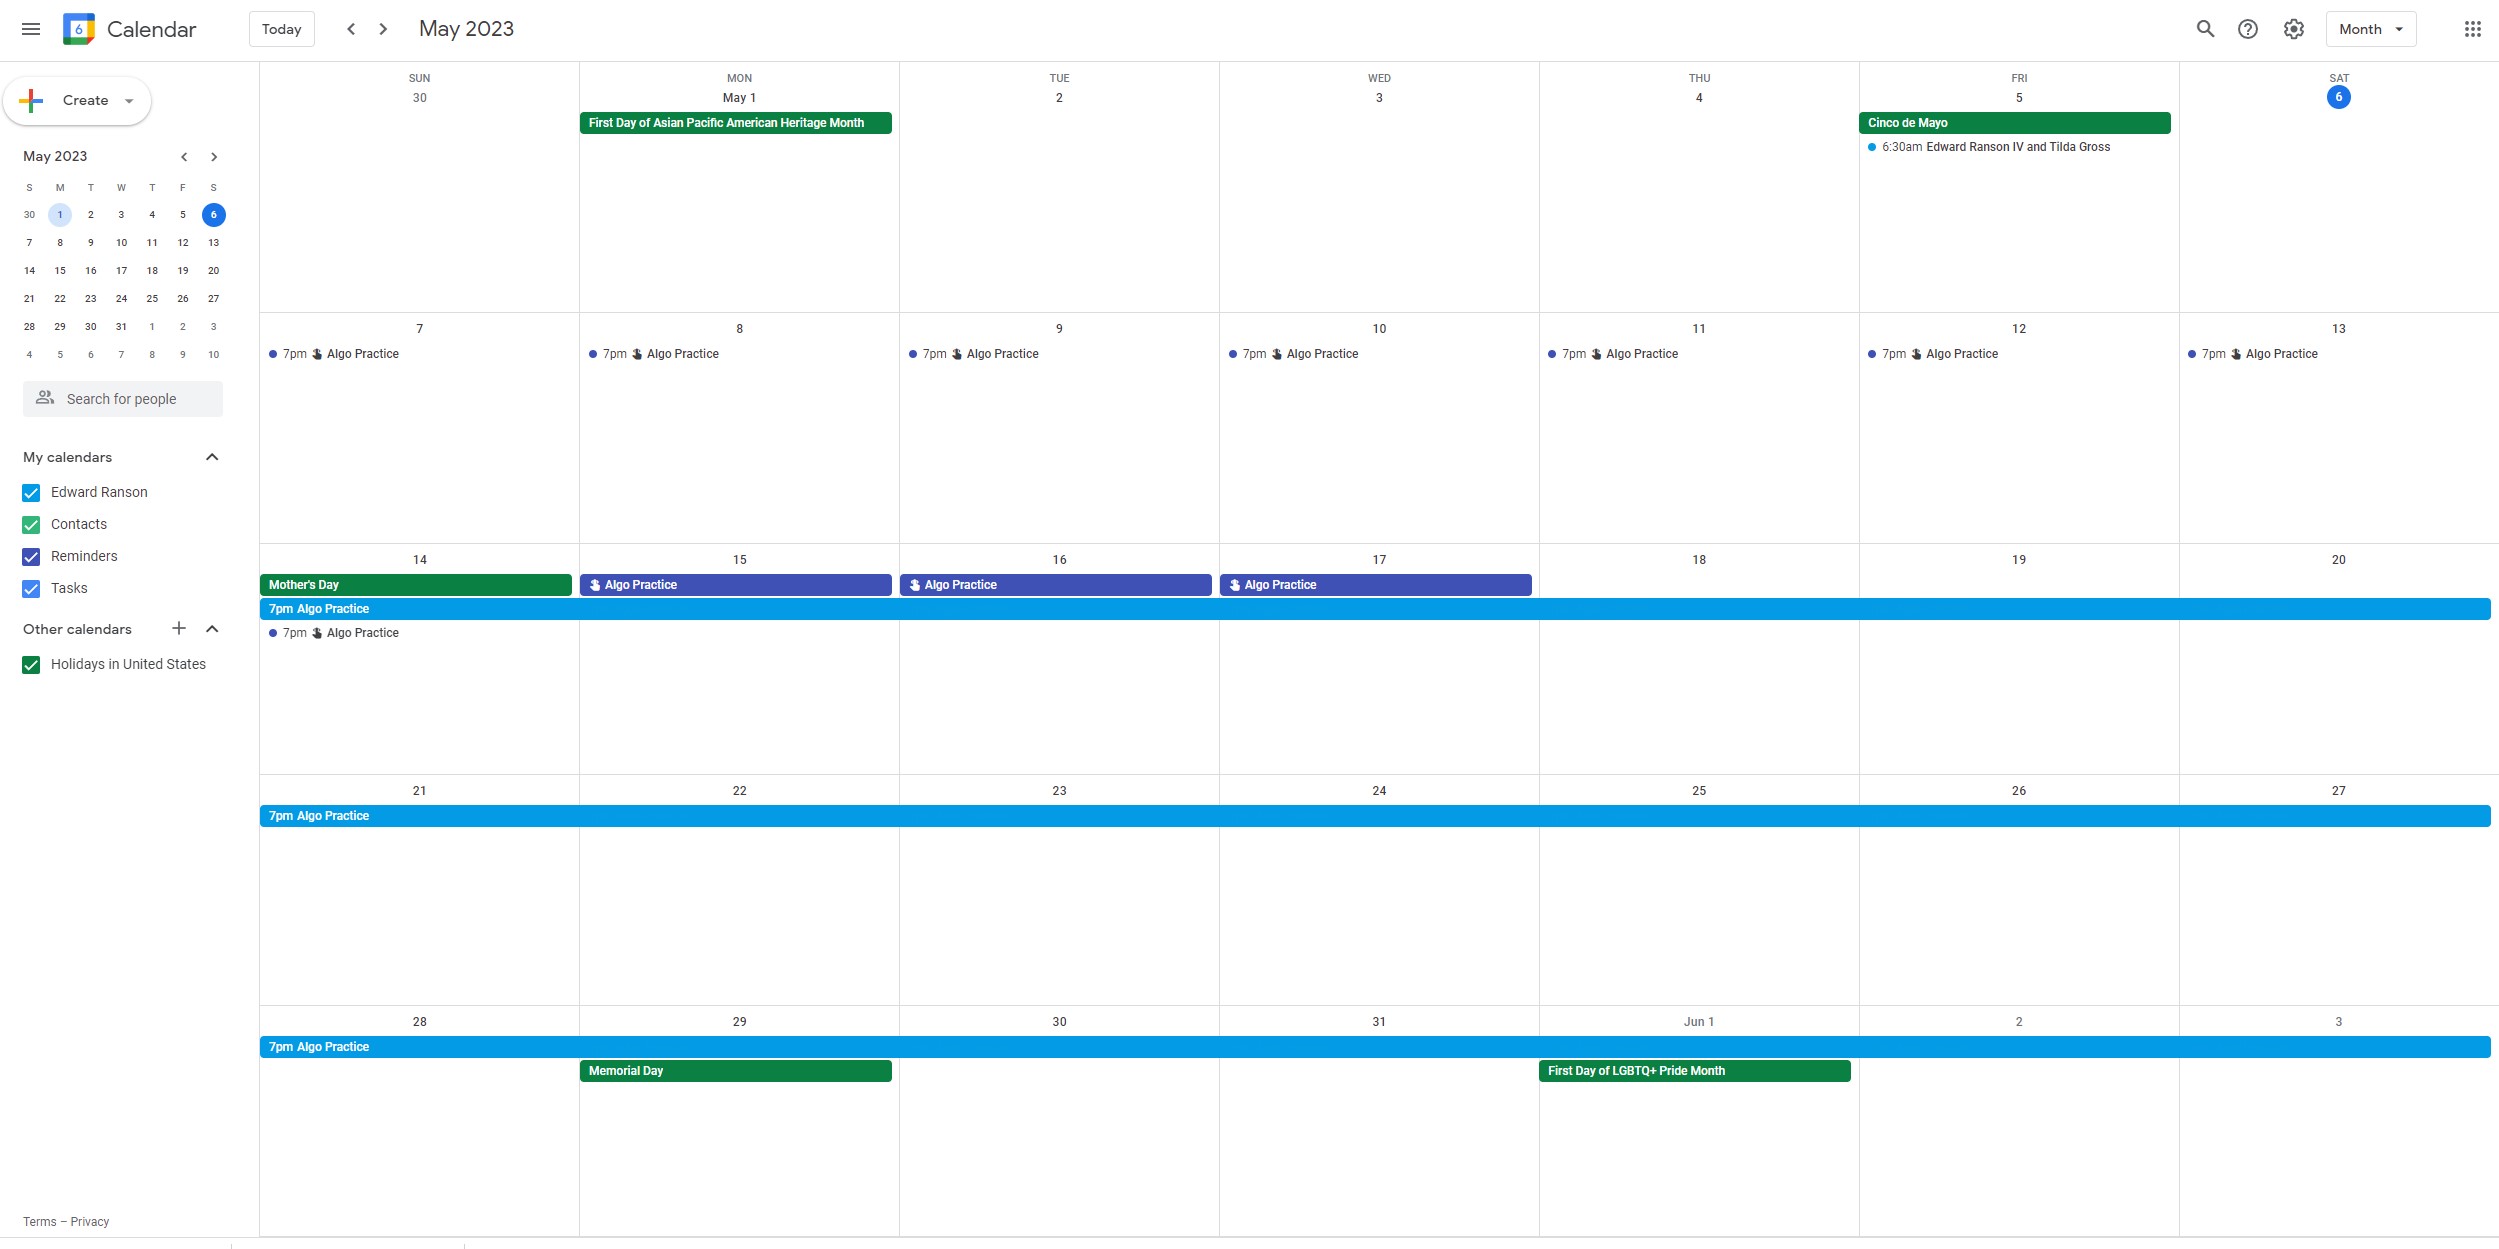 6 Calendar Today May 2023 Month
Create
May 2023
S M T W T F S
30 1 2 3 4 5 6
7 8 9 10 11 12 13
14 15 16 17 18 19 20
21 22 23 24 25 26 27
28 29 30 31 1 2 3
4 5 6 7 8 9 10
Search for people
My calendars
Edward Ranson
Contacts
Reminders
Tasks
Other calendars
Holidays in United States
Terms – Privacy
SUN MON TUE WED THU FRI SAT
30 May 1 2 3 4 5 6
First Day of Asian Pacific American Heritage Month Cinco de Mayo
6:30am Edward Ranson IV and Tilda Gross
7 8 9 10 11 12 13
7pm Algo Practice 7pm Algo Practice 7pm Algo Practice 7pm Algo Practice 7pm Algo Practice 7pm Algo Practice 7pm Algo Practice
14 15 16 17 18 19 20
Mother's Day Algo Practice Algo Practice Algo Practice
7pm Algo Practice
7pm Algo Practice
21 22 23 24 25 26 27
7pm Algo Practice
28 29 30 31 Jun 1 2 3
7pm Algo Practice
Memorial Day First Day of LGBTQ+ Pride Month